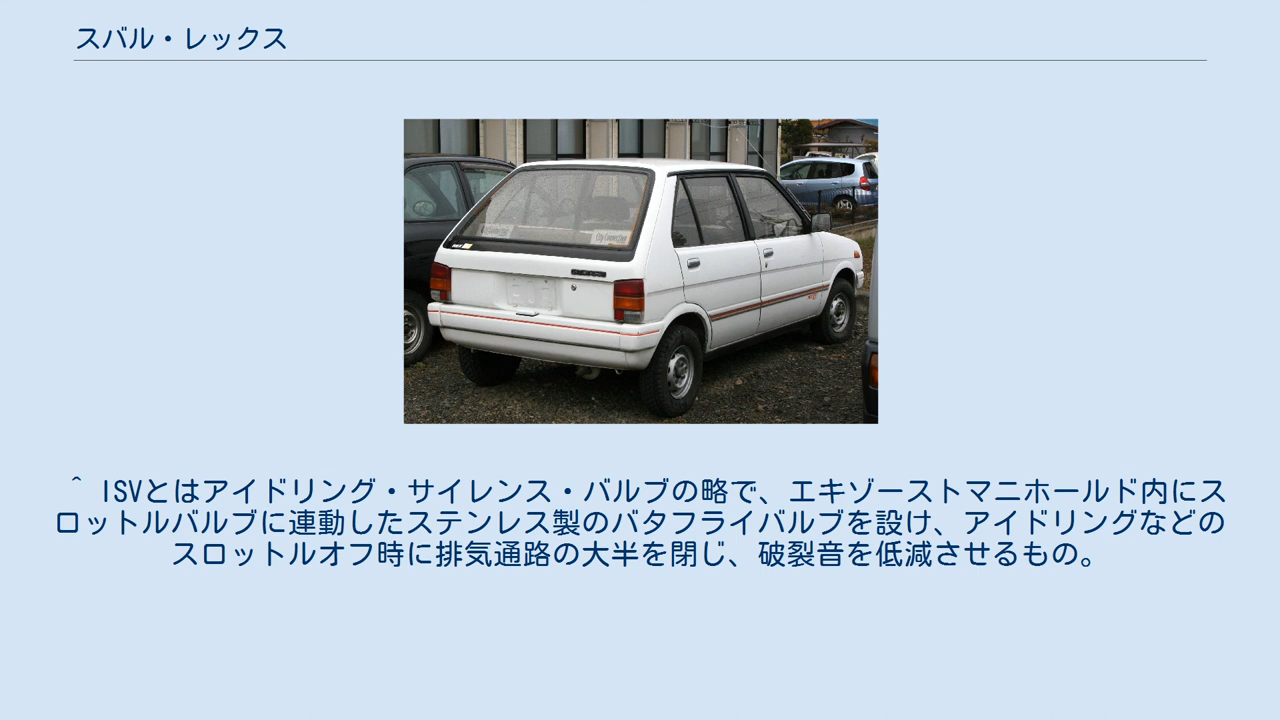 スバル・レックス
^ ISVとはアイドリング・サイレンス・バルブの略で、エキゾーストマニホールド内にス
ロットルバルブに連動したステンレス製のバタフライバルブを設け、アイドリングなどの
スロットルオフ時に排気通路の大半を閉じ、破裂音を低減させるもの。